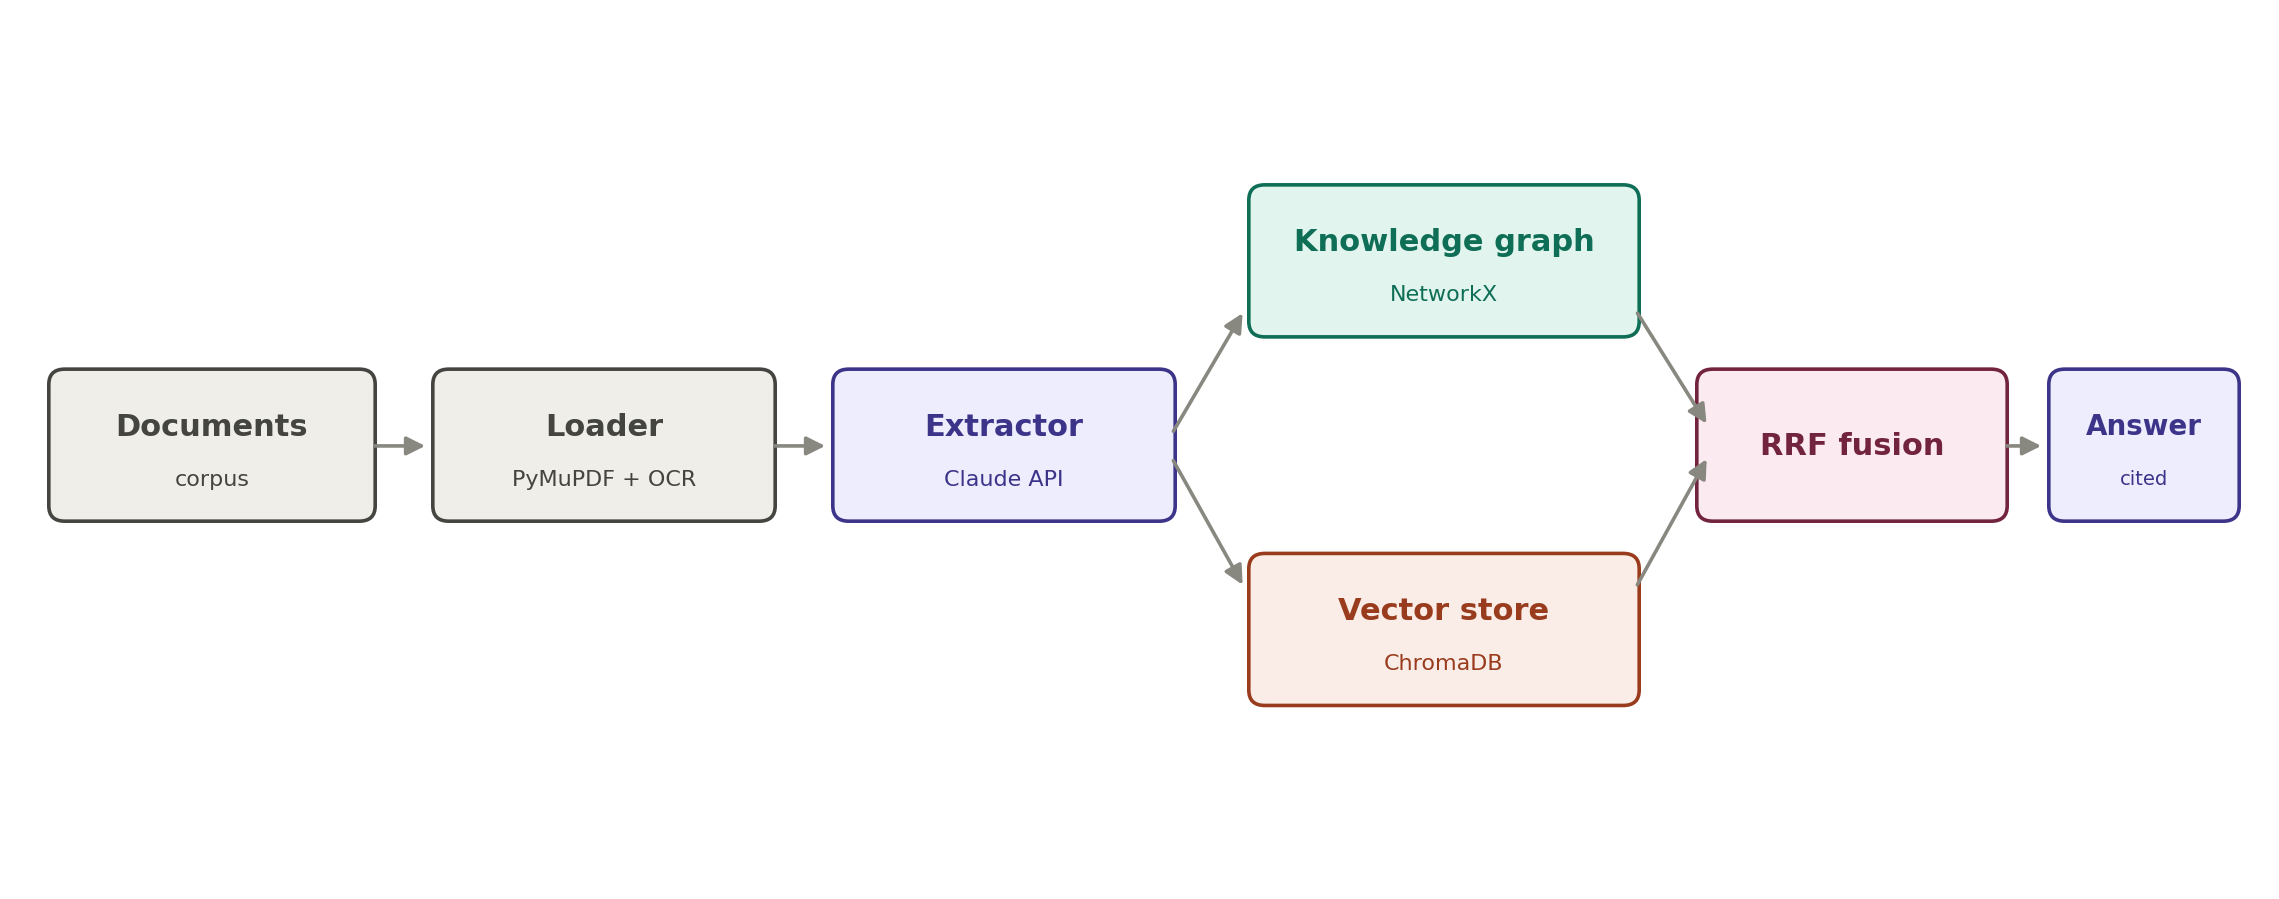 Documents
corpus
Loader
PyMuPDF + OCR
Extractor
Claude API
Knowledge graph
NetworkX
Vector store
ChromaDB
RRF fusion
Answer
cited